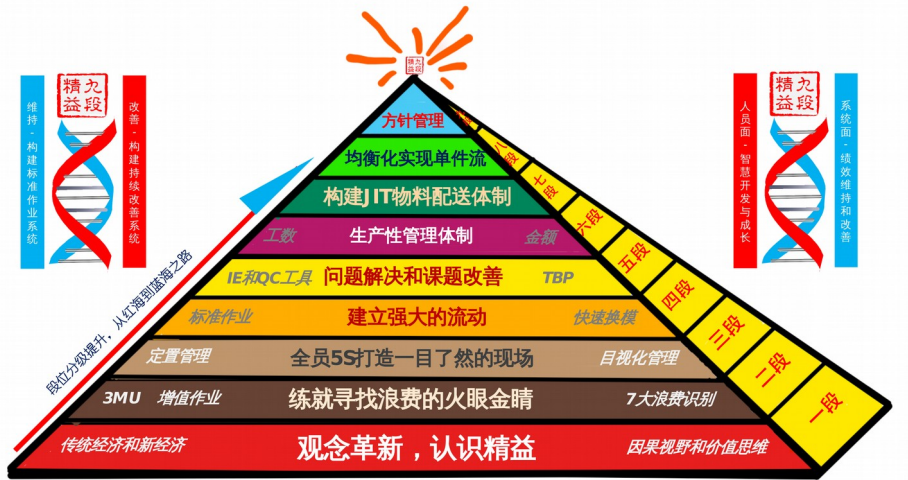 精九
益段
精九
益段
维持-构建标准作业系统
精九
益段
改善-构建持续改善系统
人员面-智慧开发与成长
系统面-绩效维持和改善
段位分级提升，从红海到蓝海之路
方针管理
均衡化实现单件流
八段
构建JIT物料配送体制
七段
工数 生产性管理体制 金额
六段
IE和QC工具 问题解决和课题改善 TBP
五段
标准作业 建立强大的流动 快速换模
四段
定置管理 全员5S打造一目了然的现场 目视化管理
三段
3MU 增值作业 练就寻找浪费的火眼金睛 7大浪费识别
二段
传统经济和新经济 观念革新，认识精益 因果视野和价值思维
一段